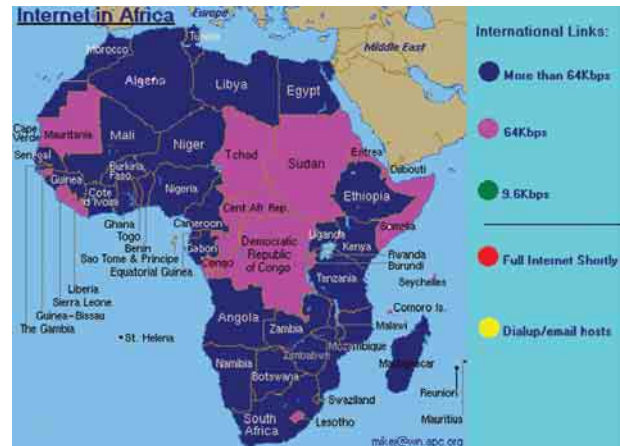 Internet in Africa
Europe
Middle East
Tunisia
Morocco
Algeria
Libya
Egypt
Cape
Verde
Mauritania
Mali
Niger
Tchad
Sudan
Eritrea
Djibouti
Senegal
Guinea
Burkina
Faso
Cote
d'Ivoire
Nigeria
Ethiopia
Cent Afr Rep.
Somalia
Ghana
Togo
Benin
Sao Tome & Principe
Equatorial Guinea
Cameroon
Gabon
Congo
Democratic
Republic
of Congo
Uganda
Kenya
Rwanda
Burundi
Tanzania
Seychelles
Liberia
Sierra Leone
Guinea-Bissau
The Gambia
St. Helena
Comoro Is.
Angola
Zambia
Malawi
Mozambique
Zimbabwe
Namibia
Botswana
Madagascar
Reunion
Mauritius
Swaziland
Lesotho
South
Africa
mikej@wn.apc.org
International Links:
More than 64Kbps
64Kbps
9.6Kbps
Full Internet Shortly
Dialup/email hosts